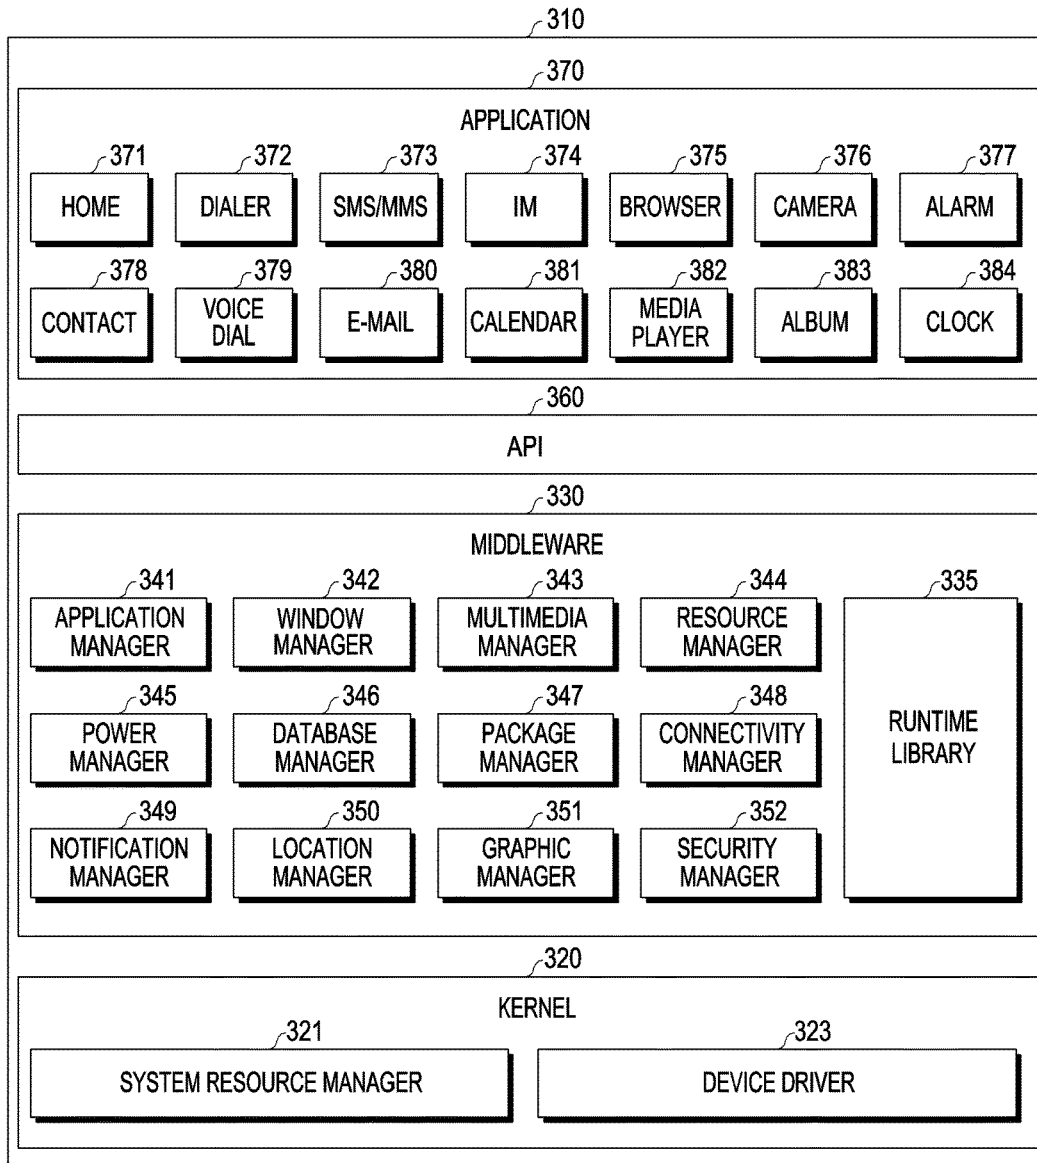 310
370
APPLICATION
371 372 373 374 375 376 377
HOME DIALER SMS/MMS IM BROWSER CAMERA ALARM
378 379 380 381 382 383 384
CONTACT VOICE DIAL E-MAIL CALENDAR MEDIA PLAYER ALBUM CLOCK
360
API
330
MIDDLEWARE
341 342 343 344 335
APPLICATION MANAGER WINDOW MANAGER MULTIMEDIA MANAGER RESOURCE MANAGER
345 346 347 348
POWER MANAGER DATABASE MANAGER PACKAGE MANAGER CONNECTIVITY MANAGER RUNTIME LIBRARY
349 350 351 352
NOTIFICATION MANAGER LOCATION MANAGER GRAPHIC MANAGER SECURITY MANAGER
320
KERNEL
321 323
SYSTEM RESOURCE MANAGER DEVICE DRIVER